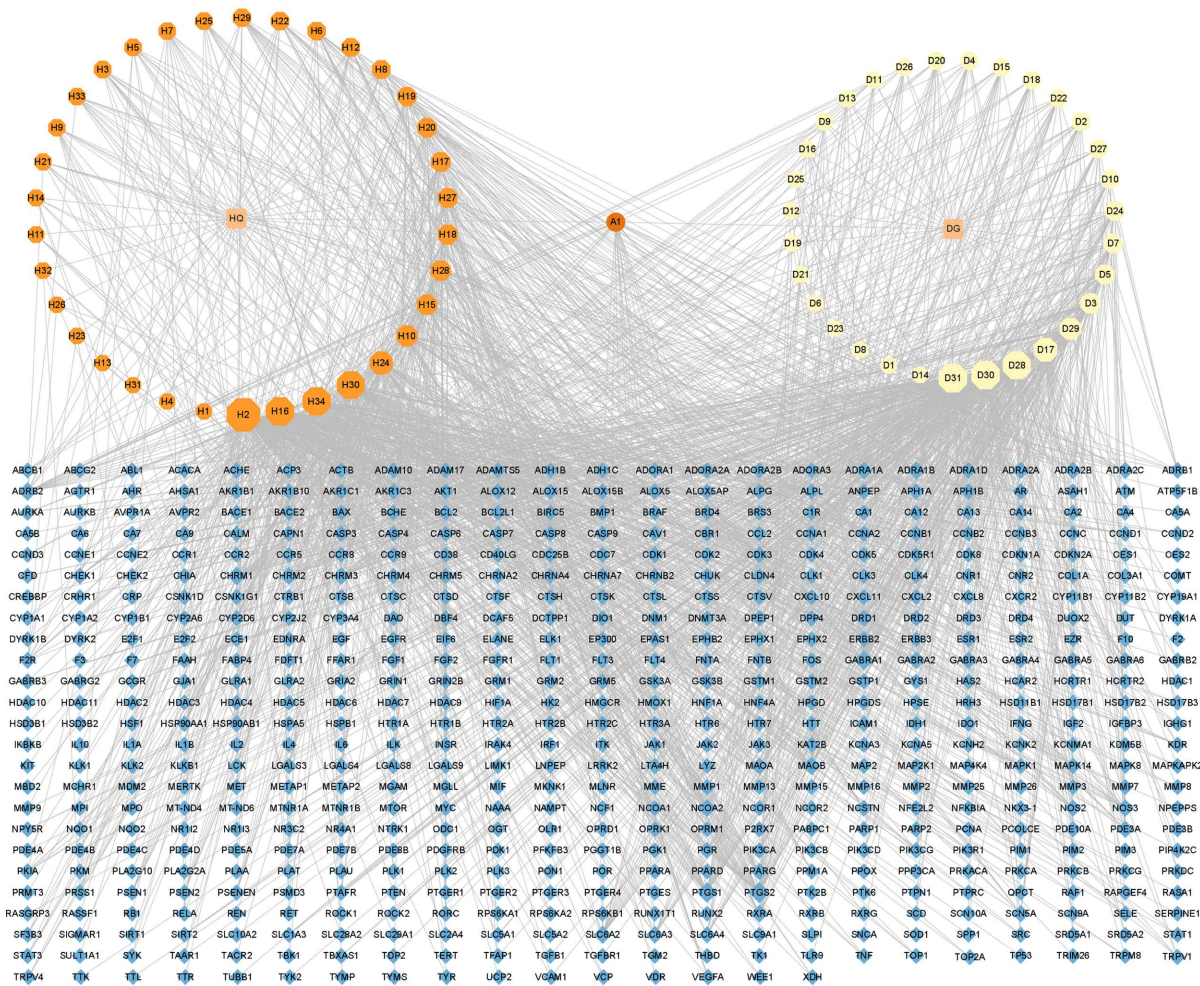 H29
H25 H22
H7 H6
H5 H12
D20 D4
H3 H8 D26 D15
D11 D18
H33 H19 D13 D22
H9 H20 D9 D2
D16 D27
H21 H17
D25 D10
H14 H27
D12 D24
HQ A1
DG
H11 H18
D19 D7
H32 H28 D21 D5
H26 H15 D6 D3
D23 D29
H23 H10
D8 D17
H13 H24 D1 D28
D14 D31 D30
H31 H30
H4 H34
H1 H2 H16
ABCB1 ABCG2 ABL1 ACACA ACHE ACP3 ACTB ADAM10 ADAM17 ADAMTS5 ADH1B ADH1C ADORA1 ADORA2A ADORA2B ADORA3 ADRA1A ADRA1B ADRA1D ADRA2A ADRA2B ADRA2C ADRB1
ADRB2 AGTR1 AHR AHSA1 AKR1B1 AKR1B10 AKR1C1 AKR1C3 AKT1 ALOX12 ALOX15 ALOX15B ALOX5 ALOX5AP ALPG ALPL ANPEP APH1A APH1B AR ASAH1 ATM ATP5F1B
AURKA AURKB AVPR1A AVPR2 BACE1 BACE2 BAX BCHE BCL2 BCL2L1 BIRC5 BMP1 BRAF BRD4 BRS3 C1R CA1 CA12 CA13 CA14 CA2 CA4 CA5A
CA5B CA6 CA7 CA9 CALM CAPN1 CASP3 CASP4 CASP6 CASP7 CASP8 CASP9 CAV1 CBR1 CCL2 CCNA1 CCNA2 CCNB1 CCNB2 CCNB3 CCNC CCND1 CCND2
CCND3 CCNE1 CCNE2 CCR1 CCR2 CCR5 CCR8 CCR9 CD38 CD40LG CDC25B CDC7 CDK1 CDK2 CDK3 CDK4 CDK5 CDK5R1 CDK8 CDKN1A CDKN2A CES1 CES2
CFD CHEK1 CHEK2 CHIA CHRM1 CHRM2 CHRM3 CHRM4 CHRM5 CHRNA2 CHRNA4 CHRNA7 CHRNB2 CHUK CLDN4 CLK1 CLK3 CLK4 CNR1 CNR2 COL1A COL3A1 COMT
CREBBP CRHR1 CRP CSNK1D CSNK1G1 CTRB1 CTSB CTSC CTSD CTSF CTSH CTSK CTSL CTSS CTSV CXCL10 CXCL11 CXCL2 CXCL8 CXCR2 CYP11B1 CYP11B2 CYP19A1
CYP1A1 CYP1A2 CYP1B1 CYP2A6 CYP2D6 CYP2J2 CYP3A4 DAO DBF4 DCAF5 DCTPP1 DIO1 DNM1 DNMT3A DPEP1 DPP4 DRD1 DRD2 DRD3 DRD4 DUOX2 DUT DYRK1A
DYRK1B DYRK2 E2F1 E2F2 ECE1 EDNRA EGF EGFR EIF6 ELANE ELK1 EP300 EPAS1 EPHB2 EPHX1 EPHX2 ERBB2 ERBB3 ESR1 ESR2 EZR F10 F2
F2R F3 F7 FAAH FABP4 FDFT1 FFAR1 FGF1 FGF2 FGFR1 FLT1 FLT3 FLT4 FNTA FNTB FOS GABRA1 GABRA2 GABRA3 GABRA4 GABRA5 GABRA6 GABRB2
GABRB3 GABRG2 GCGR GJA1 GLRA1 GLRA2 GRIA2 GRIN1 GRIN2B GRM1 GRM2 GRM5 GSK3A GSK3B GSTM1 GSTM2 GSTP1 GYS1 HAS2 HCAR2 HCRTR1 HCRTR2 HDAC1
HDAC10 HDAC11 HDAC2 HDAC3 HDAC4 HDAC5 HDAC6 HDAC7 HDAC9 HIF1A HK2 HMGCR HMOX1 HNF1A HNF4A HPGD HPGDS HPSE HRH3 HSD11B1 HSD17B1 HSD17B2 HSD17B3
HSD3B1 HSD3B2 HSF1 HSP90AA1 HSP90AB1 HSPA5 HSPB1 HTR1A HTR1B HTR2A HTR2B HTR2C HTR3A HTR6 HTR7 HTT ICAM1 IDH1 IDO1 IFNG IGF2 IGFBP3 IGHG1
IKBKB IL10 IL1A IL1B IL2 IL4 IL6 ILK INSR IRAK4 IRF1 ITK JAK1 JAK2 JAK3 KAT2B KCNA3 KCNA5 KCNH2 KCNK2 KCNMA1 KDM5B KDR
KIT KLK1 KLK2 KLKB1 LCK LGALS3 LGALS4 LGALS8 LGALS9 LIMK1 LNPEP LRRK2 LTA4H LYZ MAOA MAOB MAP2 MAP2K1 MAP4K4 MAPK1 MAPK14 MAPK8 MAPKAPK2
MBD2 MCHR1 MDM2 MERTK MET METAP1 METAP2 MGAM MGLL MIF MKNK1 MLNR MME MMP1 MMP13 MMP15 MMP16 MMP2 MMP25 MMP26 MMP3 MMP7 MMP8
MMP9 MPI MPO MT-ND4 MT-ND6 MTNR1A MTNR1B MTOR MYC NAAA NAMPT NCF1 NCOA1 NCOA2 NCOR1 NCOR2 NCSTN NFE2L2 NFKBIA NKX3-1 NOS2 NOS3 NPEPPS
NPY5R NQO1 NQO2 NR1I2 NR1I3 NR3C2 NR4A1 NTRK1 ODC1 OGT OLR1 OPRD1 OPRK1 OPRM1 P2RX7 PABPC1 PARP1 PARP2 PCNA PCOLCE PDE10A PDE3A PDE3B
PDE4A PDE4B PDE4C PDE4D PDE5A PDE7A PDE7B PDE8B PDGFRB PDK1 PFKFB3 PGGT1B PGK1 PGR PIK3CA PIK3CB PIK3CD PIK3CG PIK3R1 PIM1 PIM2 PIM3 PIP4K2C
PKIA PKM PLA2G10 PLA2G2A PLAA PLAT PLAU PLK1 PLK2 PLK3 PON1 POR PPARA PPARD PPARG PPM1A PPOX PPP3CA PRKACA PRKCA PRKCB PRKCG PRKDC
PRMT3 PRSS1 PSEN1 PSEN2 PSENEN PSMD3 PTAFR PTEN PTGER1 PTGER2 PTGER3 PTGER4 PTGES PTGS1 PTGS2 PTK2B PTK6 PTPN1 PTPRC QPCT RAF1 RAPGEF4 RASA1
RASGRP3 RASSF1 RB1 RELA REN RET ROCK1 ROCK2 RORC RPS6KA1 RPS6KA2 RPS6KB1 RUNX1T1 RUNX2 RXRA RXRB RXRG SCD SCN10A SCN5A SCN9A SELE SERPINE1
SF3B3 SIGMAR1 SIRT1 SIRT2 SLC10A2 SLC1A3 SLC28A2 SLC29A1 SLC2A4 SLC5A1 SLC5A2 SLC6A2 SLC6A3 SLC6A4 SLC9A1 SLPI SNCA SOD1 SPP1 SRC SRD5A1 SRD5A2 STAT1
STAT3 SULT1A1 SYK TAAR1 TACR2 TBK1 TBXAS1 TDP2 TERT TFAP1 TGFB1 TGFBR1 TGM2 THBD TK1 TLR9 TNF TOP1 TOP2A TP53 TRIM26 TRPM8 TRPV1
TRPV4 TTK TTL TTR TUBB1 TYK2 TYMP TYMS TYR UCP2 VCAM1 VCP VDR VEGFA WEE1 XDH